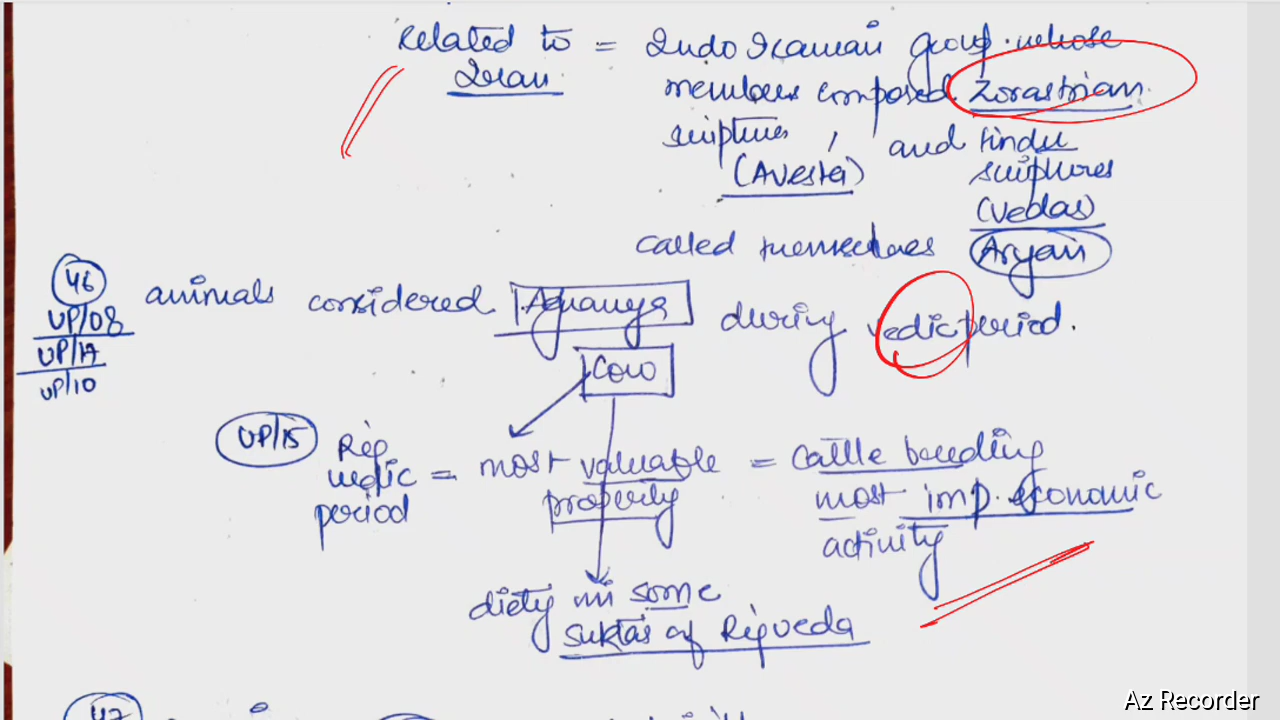 Related to = Indo Iranian group whose
Iran members composed Zorastrian
scriptures, and Hindu
(Avesta) scriptures
(Vedas)
called themselves Aryan
46 animals considered Aganaya during vedic period.
UP/08
UP/17
UP/10
Cow
UP/15 Rig
vedic = most valuable = Cattle breeding
period property most imp. economic
activity
diety in some
suktas of Rigveda
47
Az Recorder